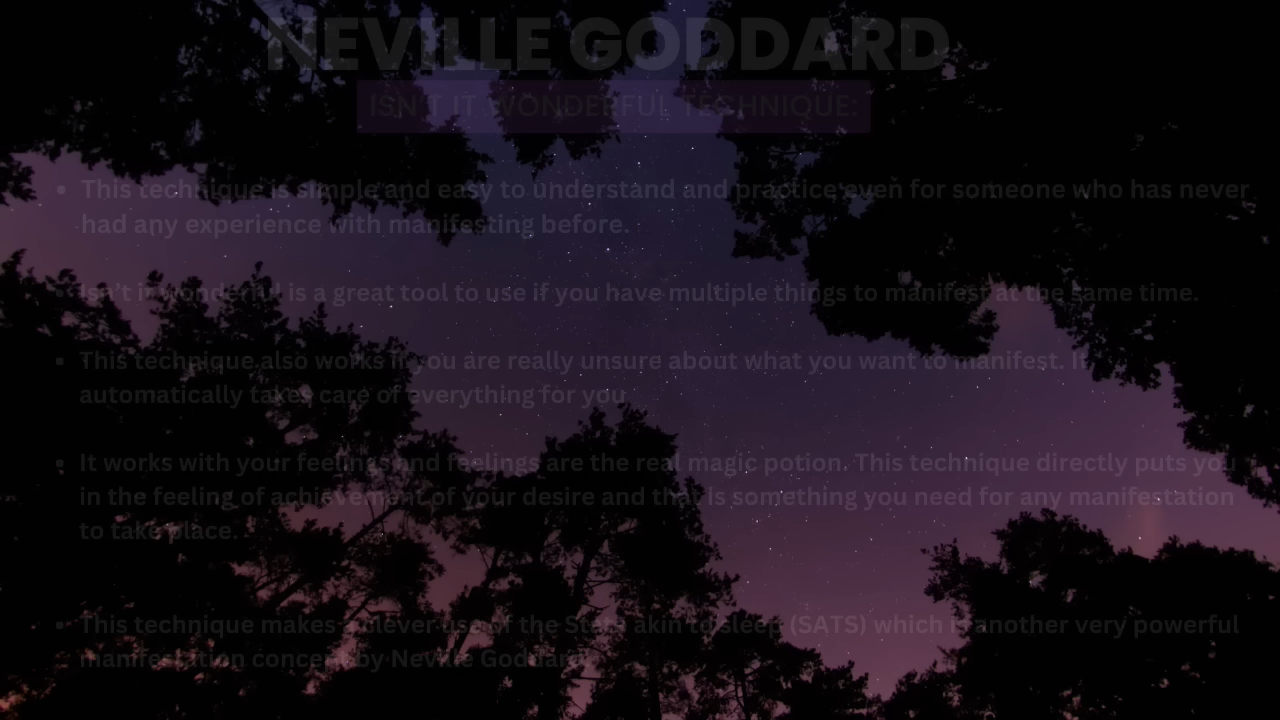 NEVILLE GODDARD
ISN'T IT WONDERFUL TECHNIQUE:
• This technique is simple and easy to understand and practice even for someone who has never
had any experience with manifesting before.
• Isn't it wonderful is a great tool to use if you have multiple things to manifest at the same time.
• This technique also works if you are really unsure about what you want to manifest. It
automatically takes care of everything for you
• It works with your feelings and feelings are the real magic potion. This technique directly puts you
in the feeling of achievement of your desire and this is something you need for any manifestation
to take place.
• This technique makes clever use of the State akin to sleep (SATS) which is another very powerful
manifestation concept by Neville Goddard